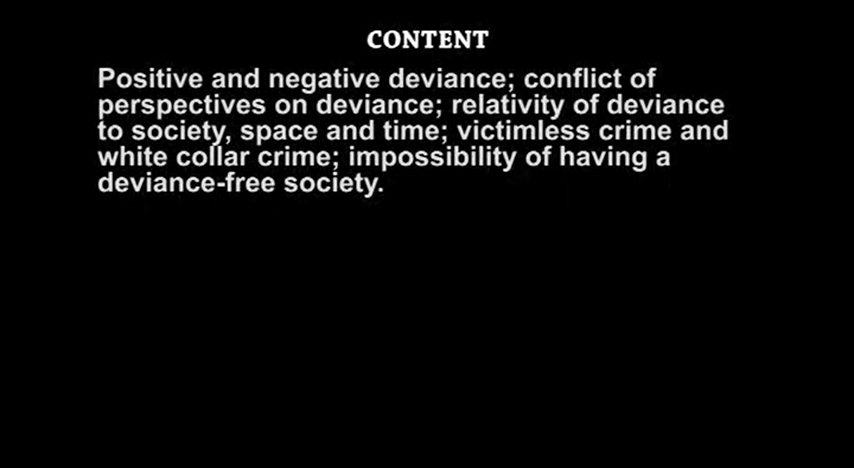 CONTENT
Positive and negative deviance; conflict of
perspectives on deviance; relativity of deviance
to society, space and time; victimless crime and
white collar crime; impossibility of having a
deviance-free society.